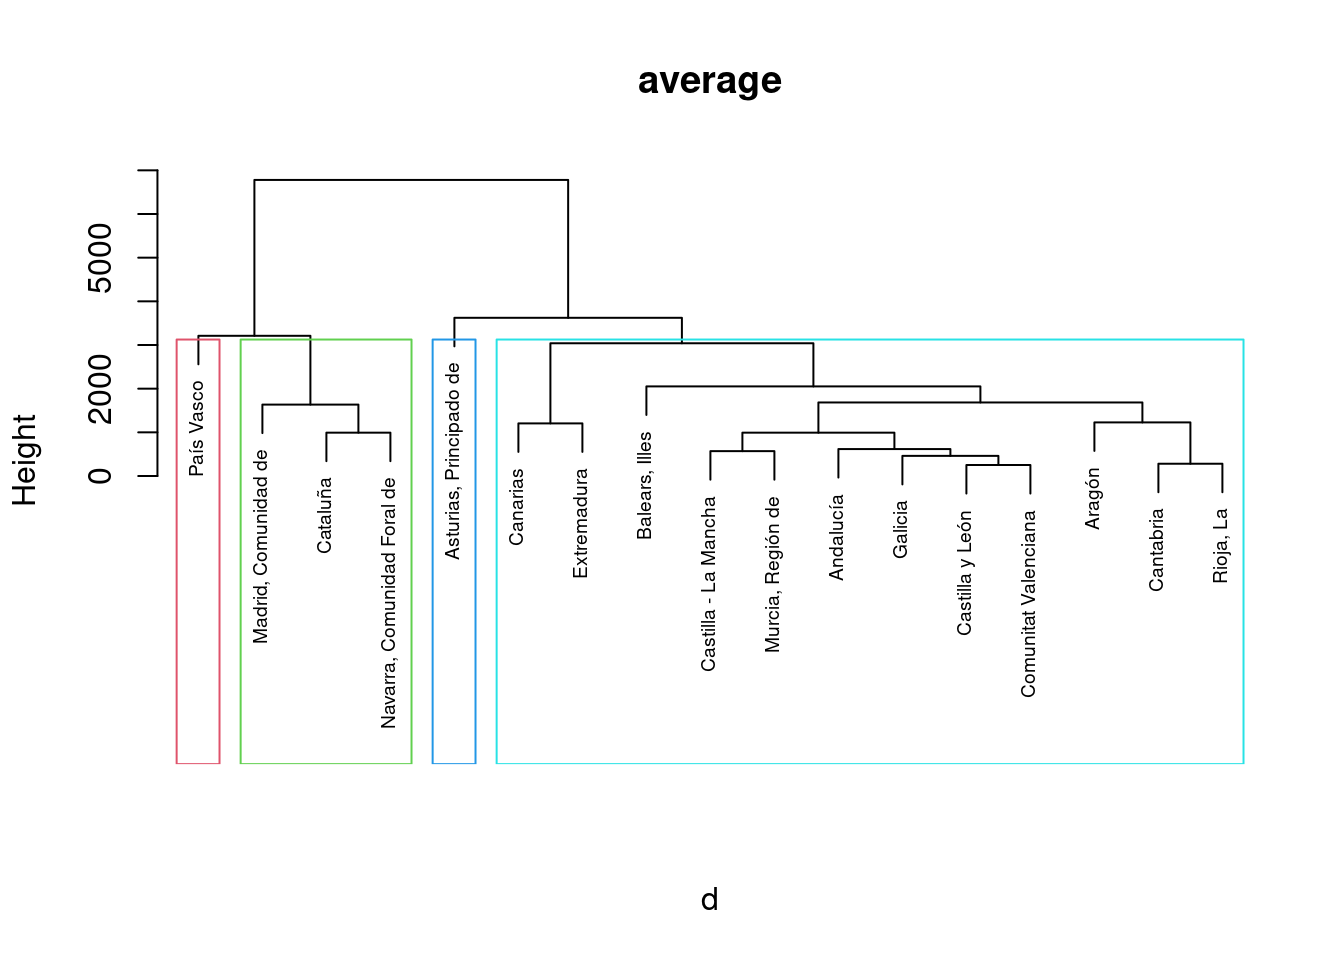 average
Height
5000
2000
0
País Vasco
Madrid, Comunidad de
Cataluña
Navarra, Comunidad Foral de
Asturias, Principado de
Canarias
Extremadura
Balears, Illes
Castilla - La Mancha
Murcia, Región de
Andalucía
Galicia
Castilla y León
Comunitat Valenciana
Aragón
Cantabria
Rioja, La
d